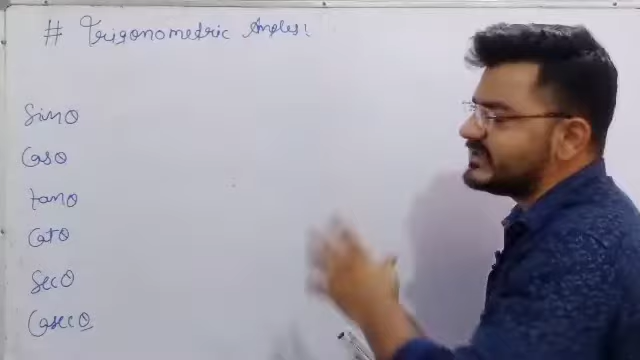 # Trigonometric Angles:
Sinθ
Cosθ
tanθ
Cotθ
Secθ
Cosecθ